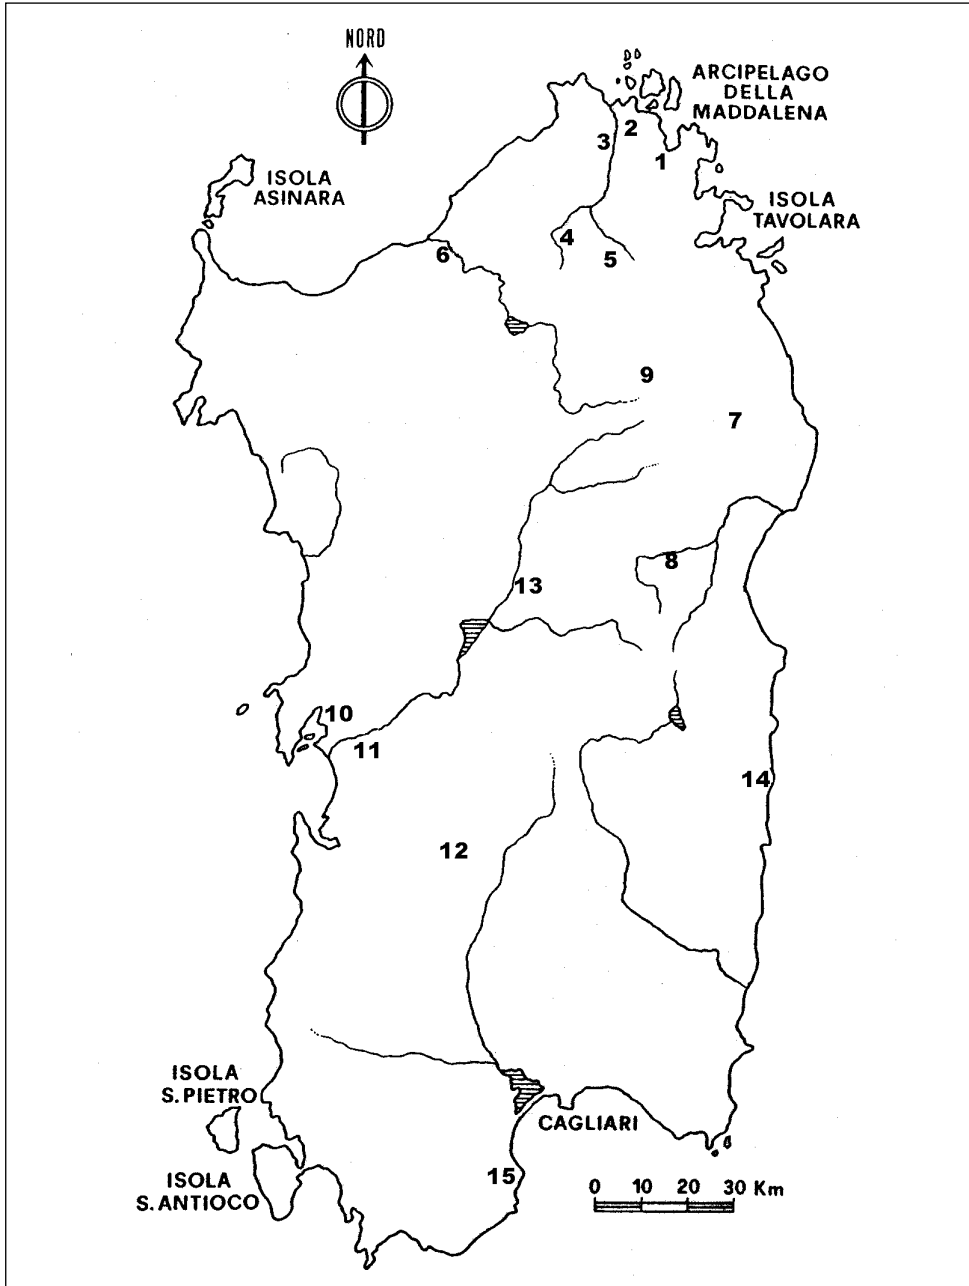 NORD
ARCIPELAGO
DELLA
MADDALENA
2
3
1
ISOLA
ASINARA
ISOLA
TAVOLARA
4
5
6
9
7
8
13
10
11
14
12
ISOLA
S. PIETRO
CAGLIARI
ISOLA
S. ANTIOCO
15
0 10 20 30 Km